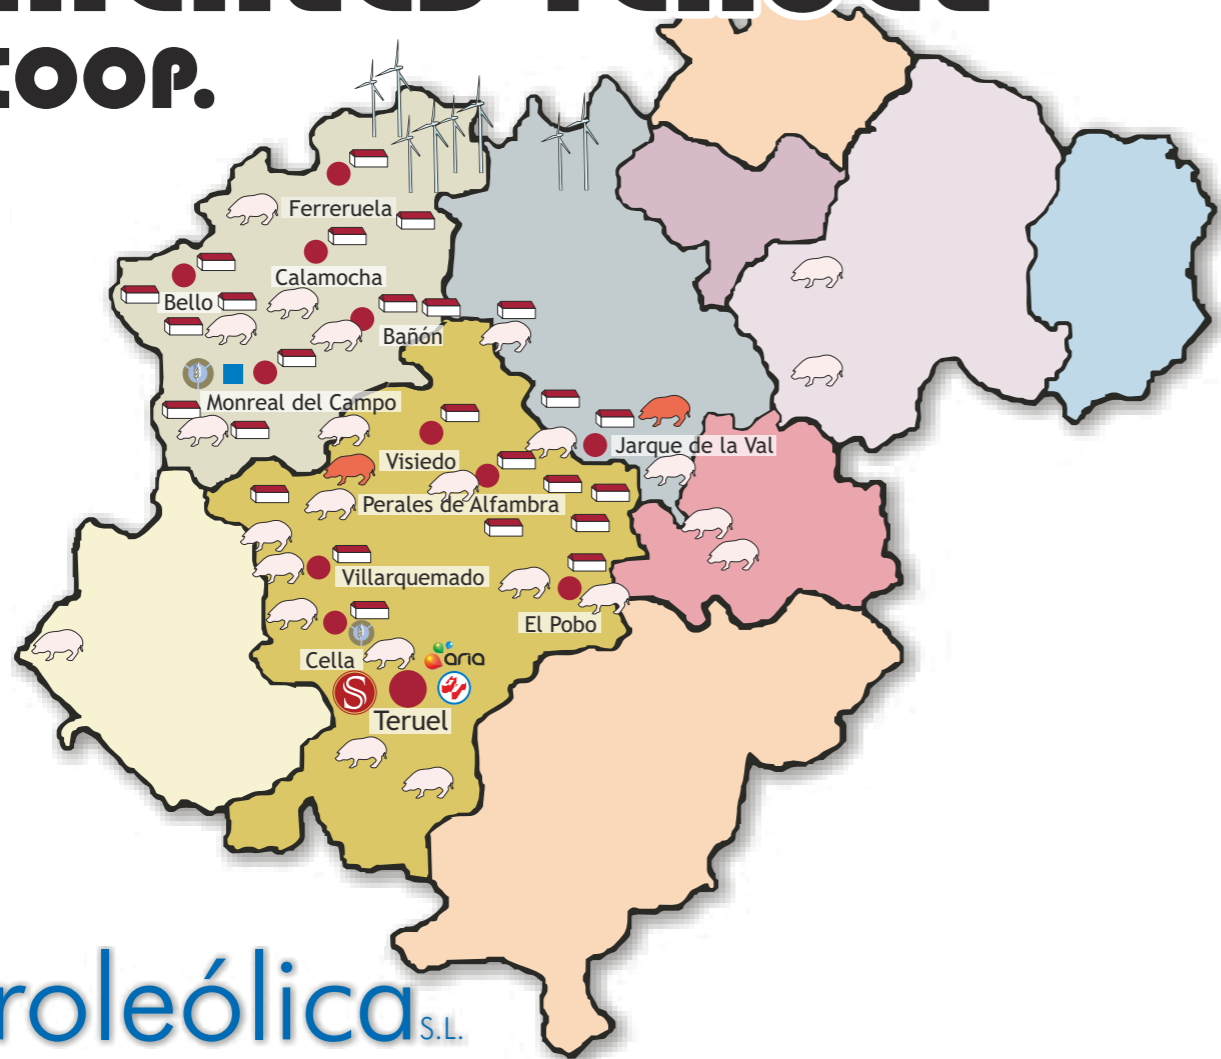 COOP.
Ferreruela
Calamocha
Bello
Bañón
Monreal del Campo
Visiedo
Jarque de la Val
Perales de Alfambra
Villarquemado
El Pobo
Cella
aria
S
Teruel
roleólica S.L.